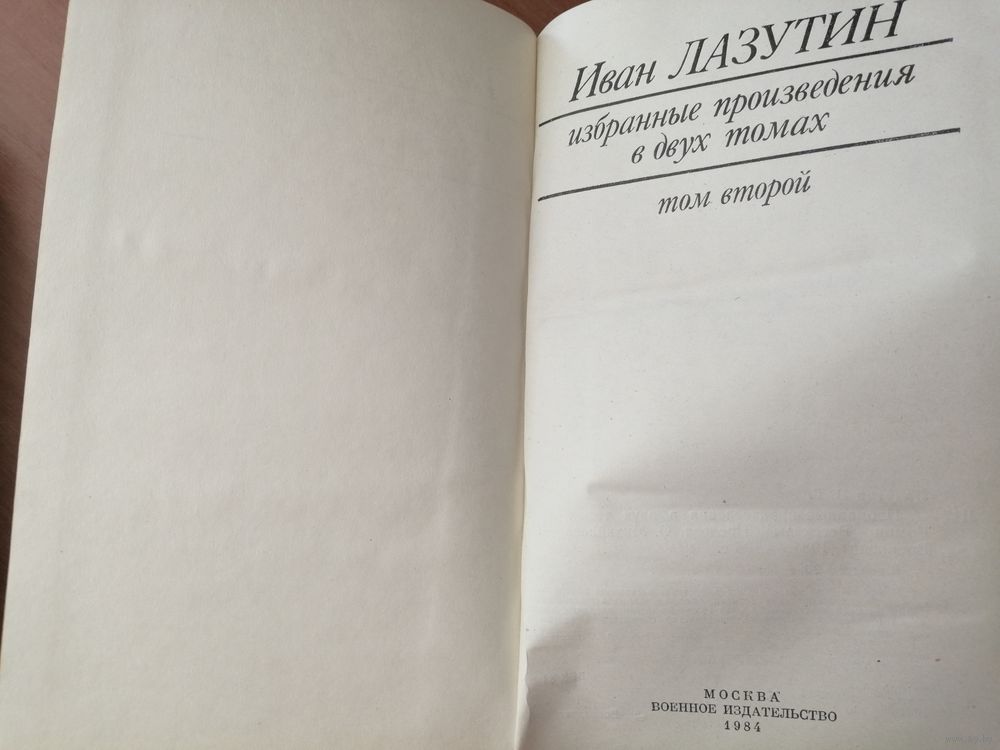 Иван ЛАЗУТИН
избранные произведения
в двух томах
том второй
МОСКВА
ВОЕННОЕ ИЗДАТЕЛЬСТВО
1984